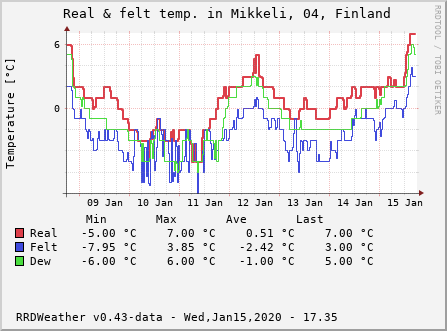 Real & felt temp. in Mikkeli, 04, Finland
RRDTOOL / TOBI OETIKER
Temperature [°C]
6
0
09 Jan 10 Jan 11 Jan 12 Jan 13 Jan 14 Jan 15 Jan
Min Max Ave Last
Real -5.00 °C 7.00 °C 0.51 °C 7.00 °C
Felt -7.95 °C 3.85 °C -2.42 °C 3.00 °C
Dew -6.00 °C 6.00 °C -1.00 °C 5.00 °C
RRDWeather v0.43-data - Wed,Jan15,2020 - 17.35